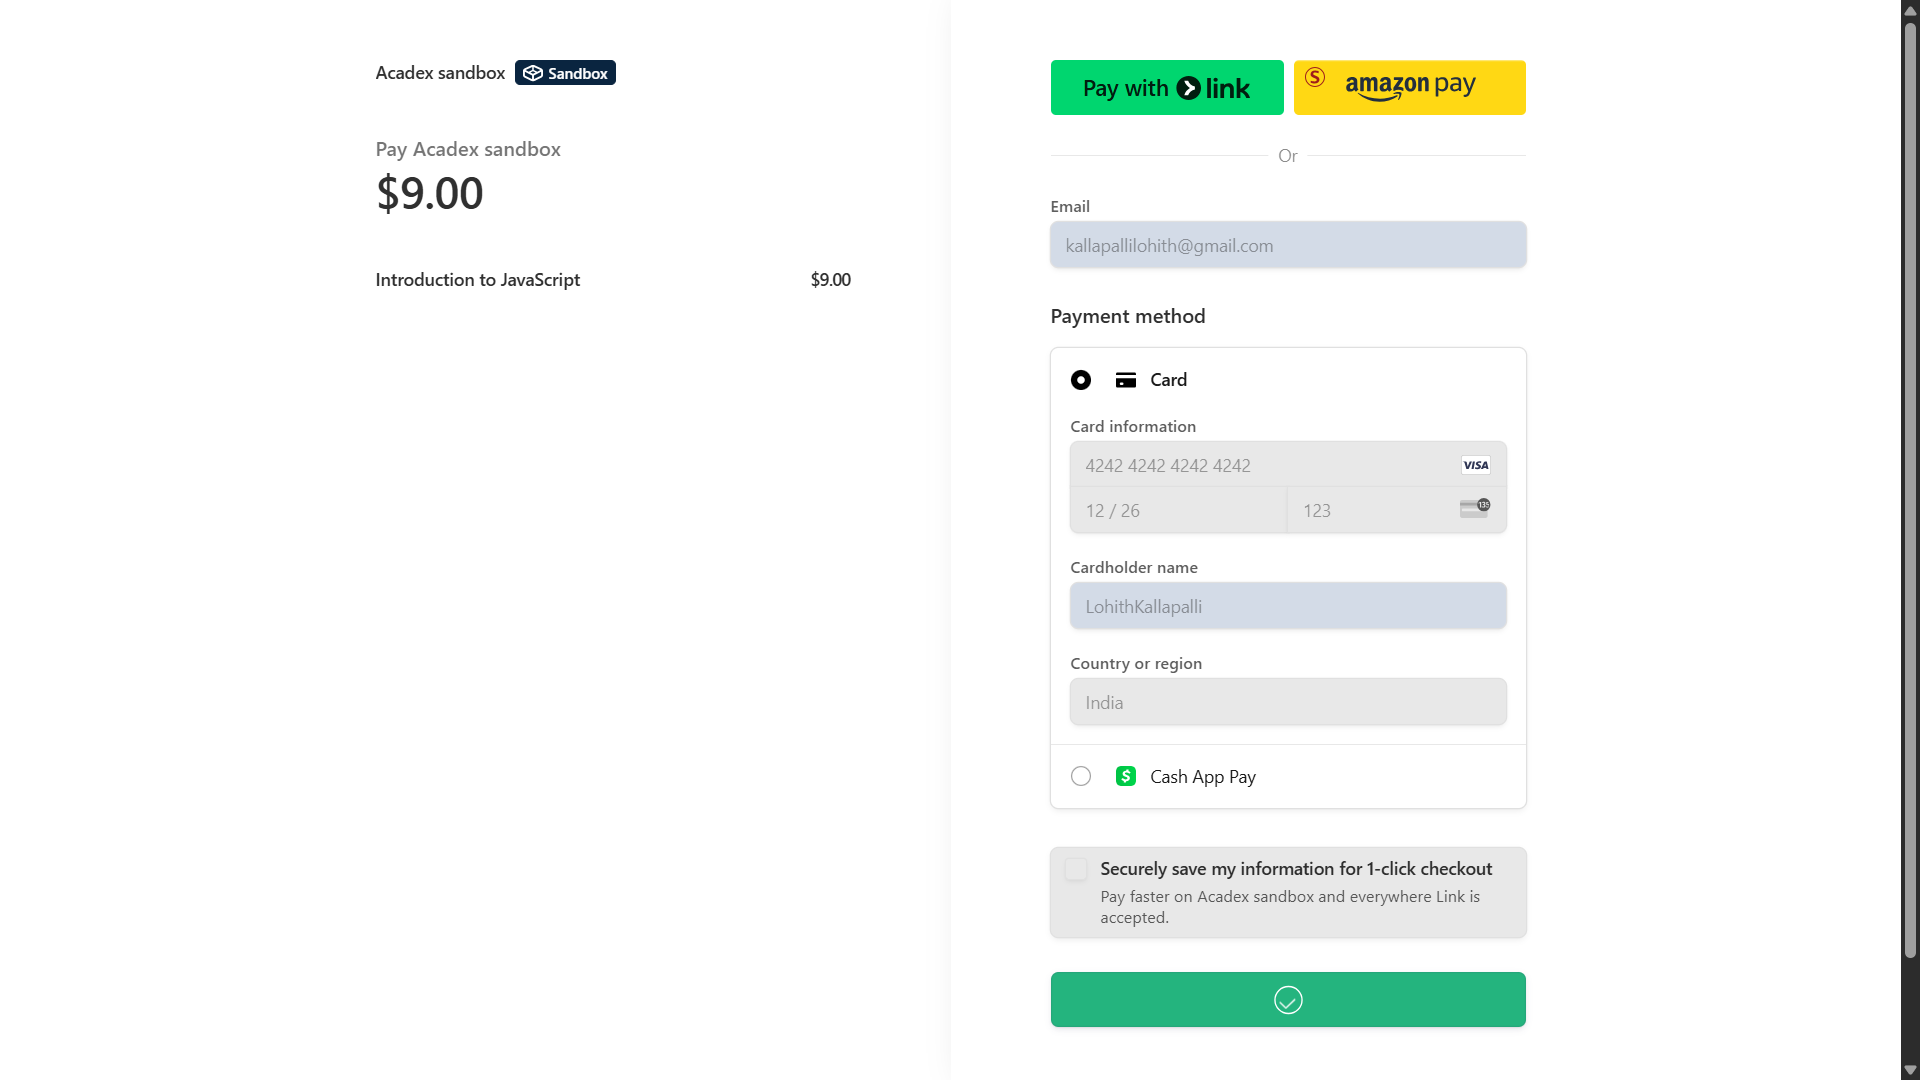 Acadex sandbox Sandbox
Pay Acadex sandbox
$9.00
Introduction to JavaScript $9.00
Pay with link
S amazon pay
Or
Email
kallapallilohith@gmail.com
Payment method
Card
Card information
4242 4242 4242 4242 VISA
12 / 26 123 135
Cardholder name
LohithKallapalli
Country or region
India
$ Cash App Pay
Securely save my information for 1-click checkout
Pay faster on Acadex sandbox and everywhere Link is
accepted.